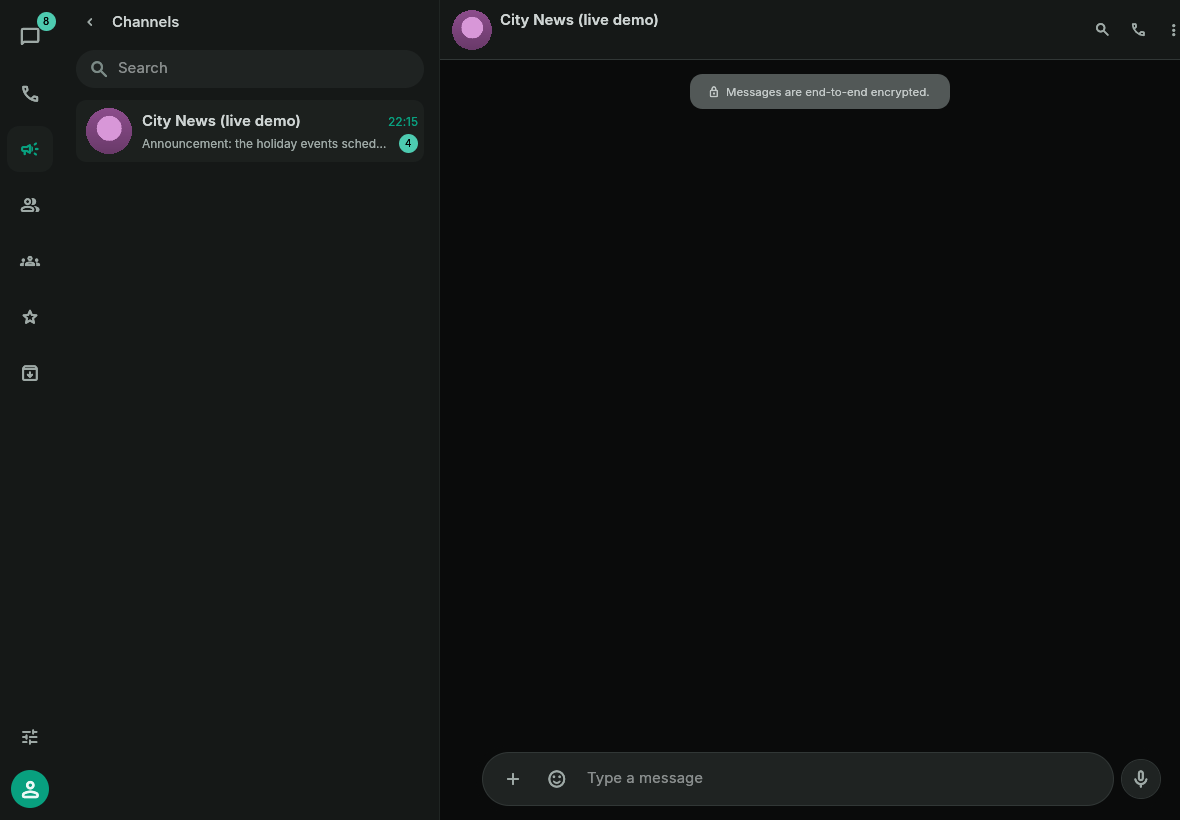 8
Channels
Search
City News (live demo)
22:15
Announcement: the holiday events sched...
4
City News (live demo)
Messages are end-to-end encrypted.
Type a message